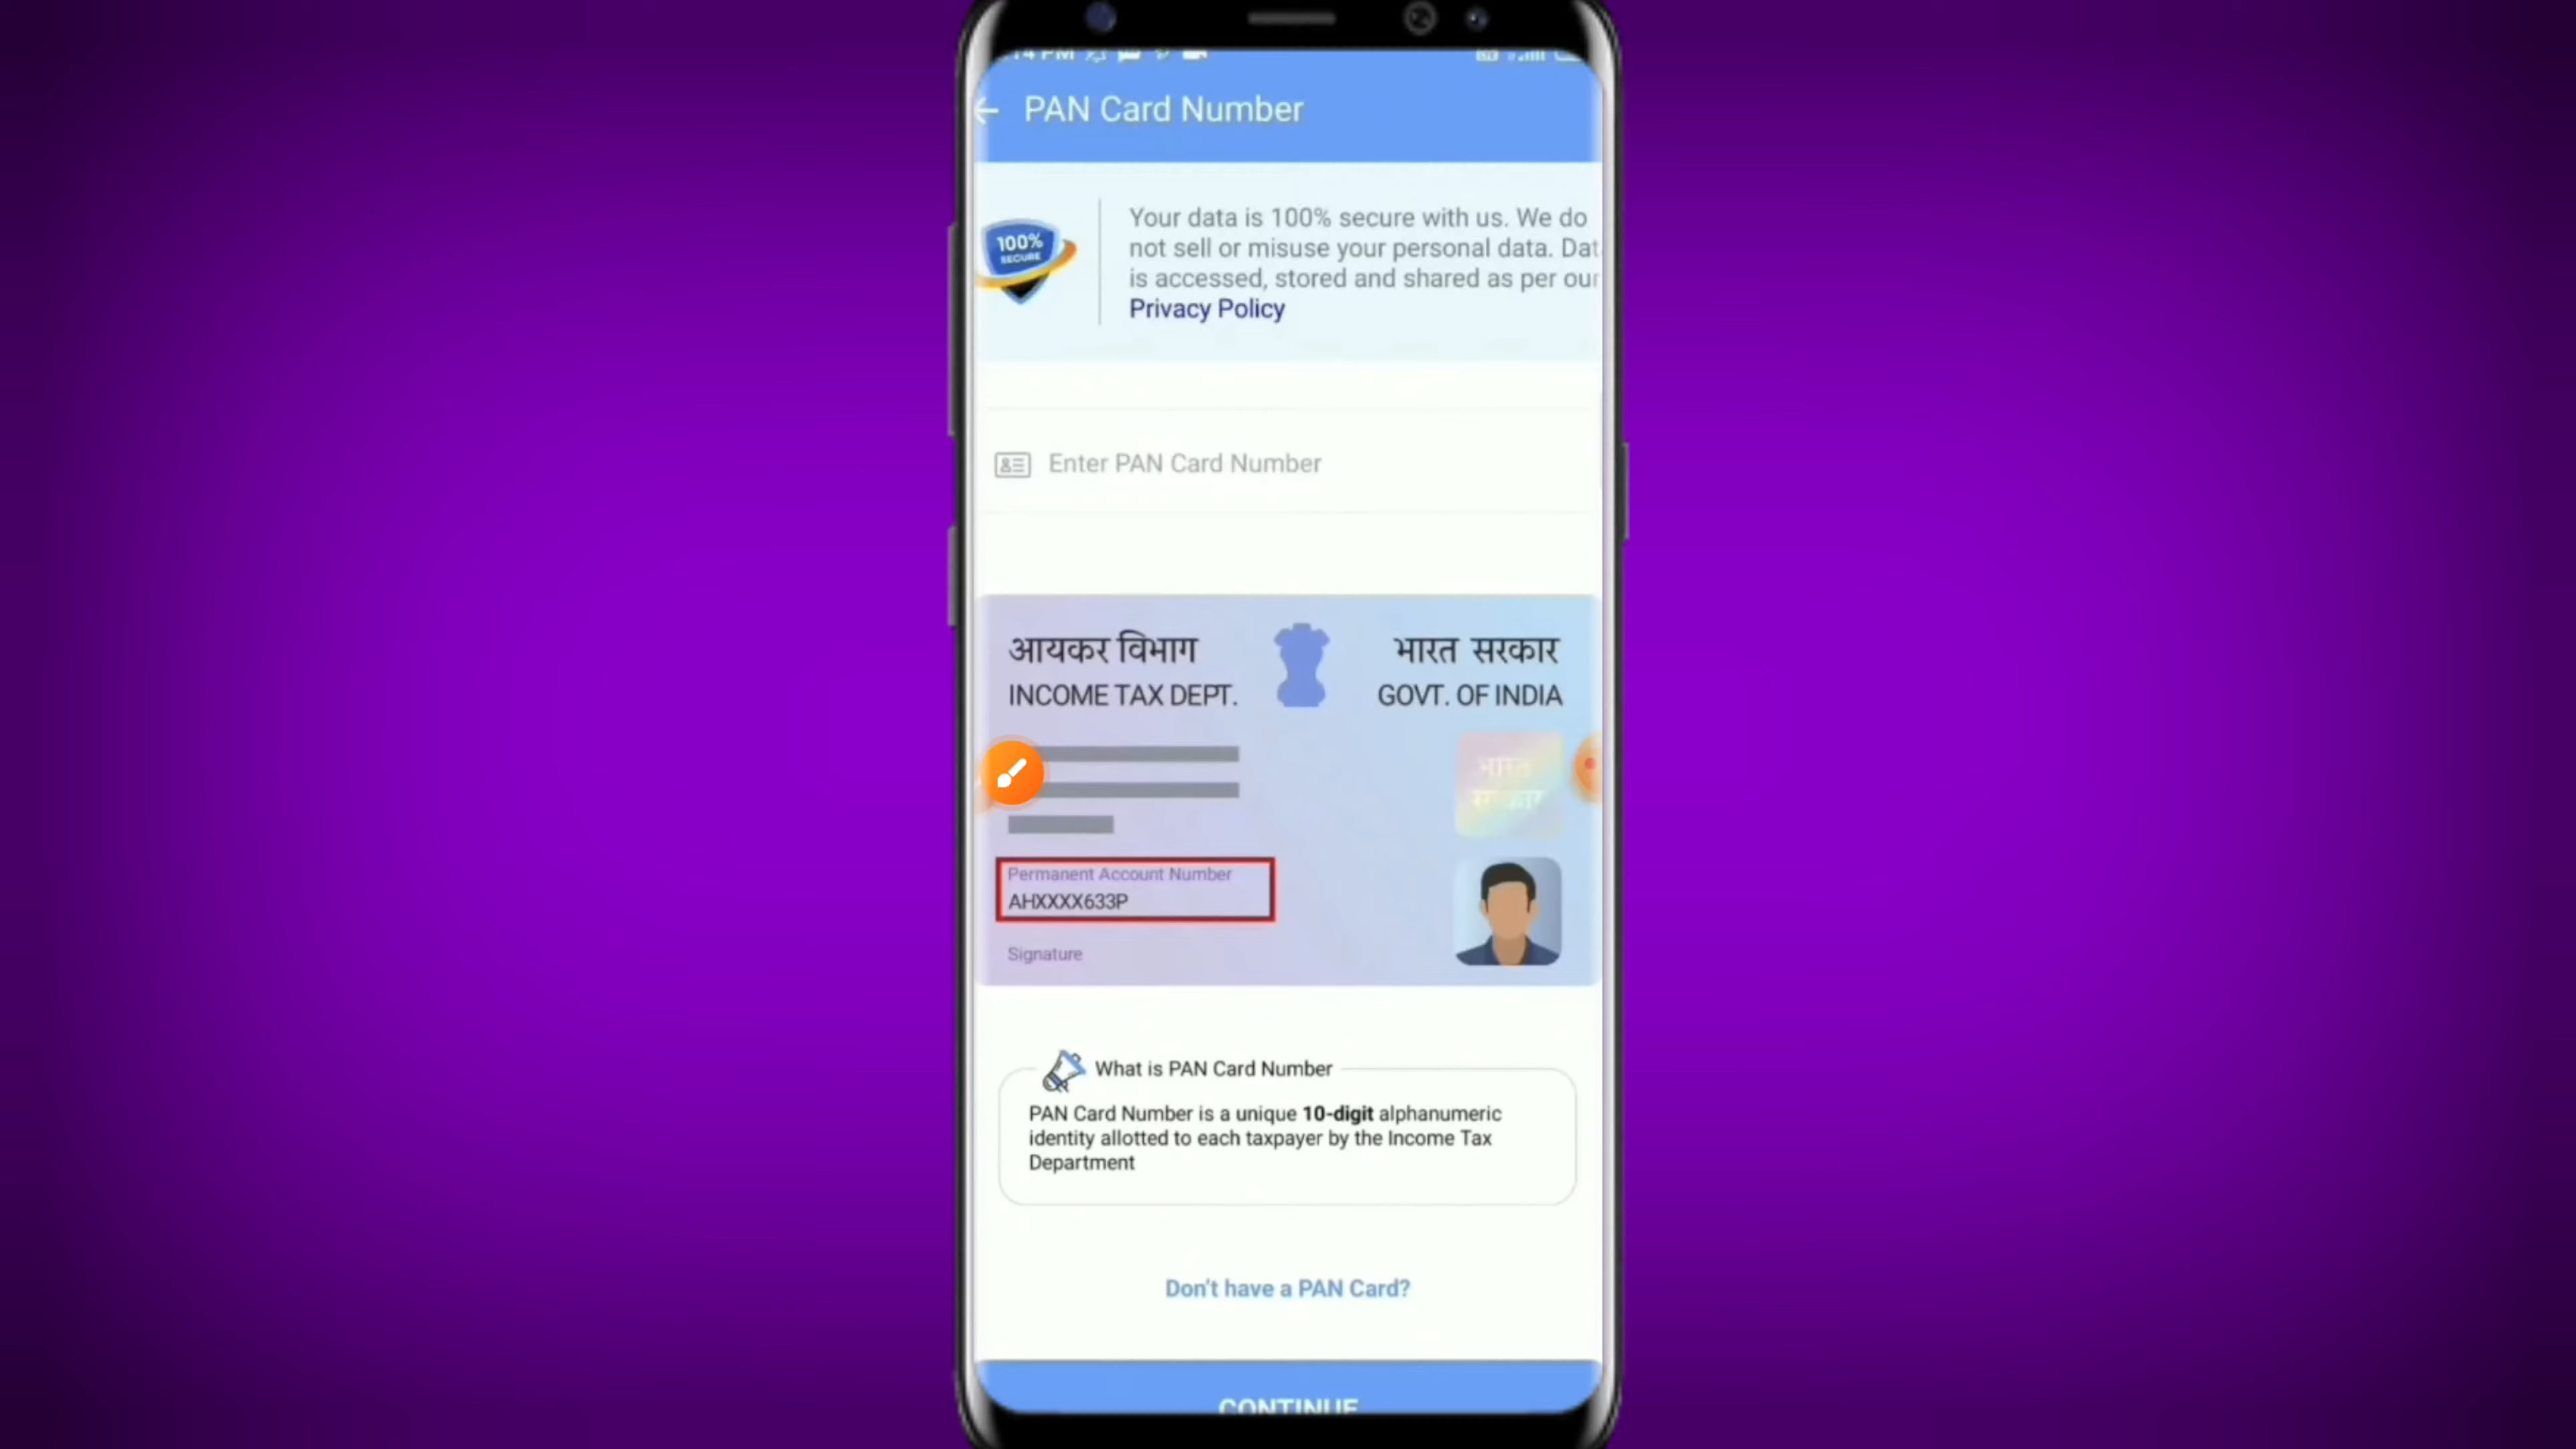 PAN Card Number
100%
SECURE
Your data is 100% secure with us. We do
not sell or misuse your personal data. Dat
is accessed, stored and shared as per our
Privacy Policy
Enter PAN Card Number
आयकर विभाग
भारत सरकार
INCOME TAX DEPT.
GOVT. OF INDIA
भारत
सरकार
Permanent Account Number
AHXXXX633P
Signature
What is PAN Card Number
PAN Card Number is a unique 10-digit alphanumeric
identity allotted to each taxpayer by the Income Tax
Department
Don't have a PAN Card?
CONTINUE